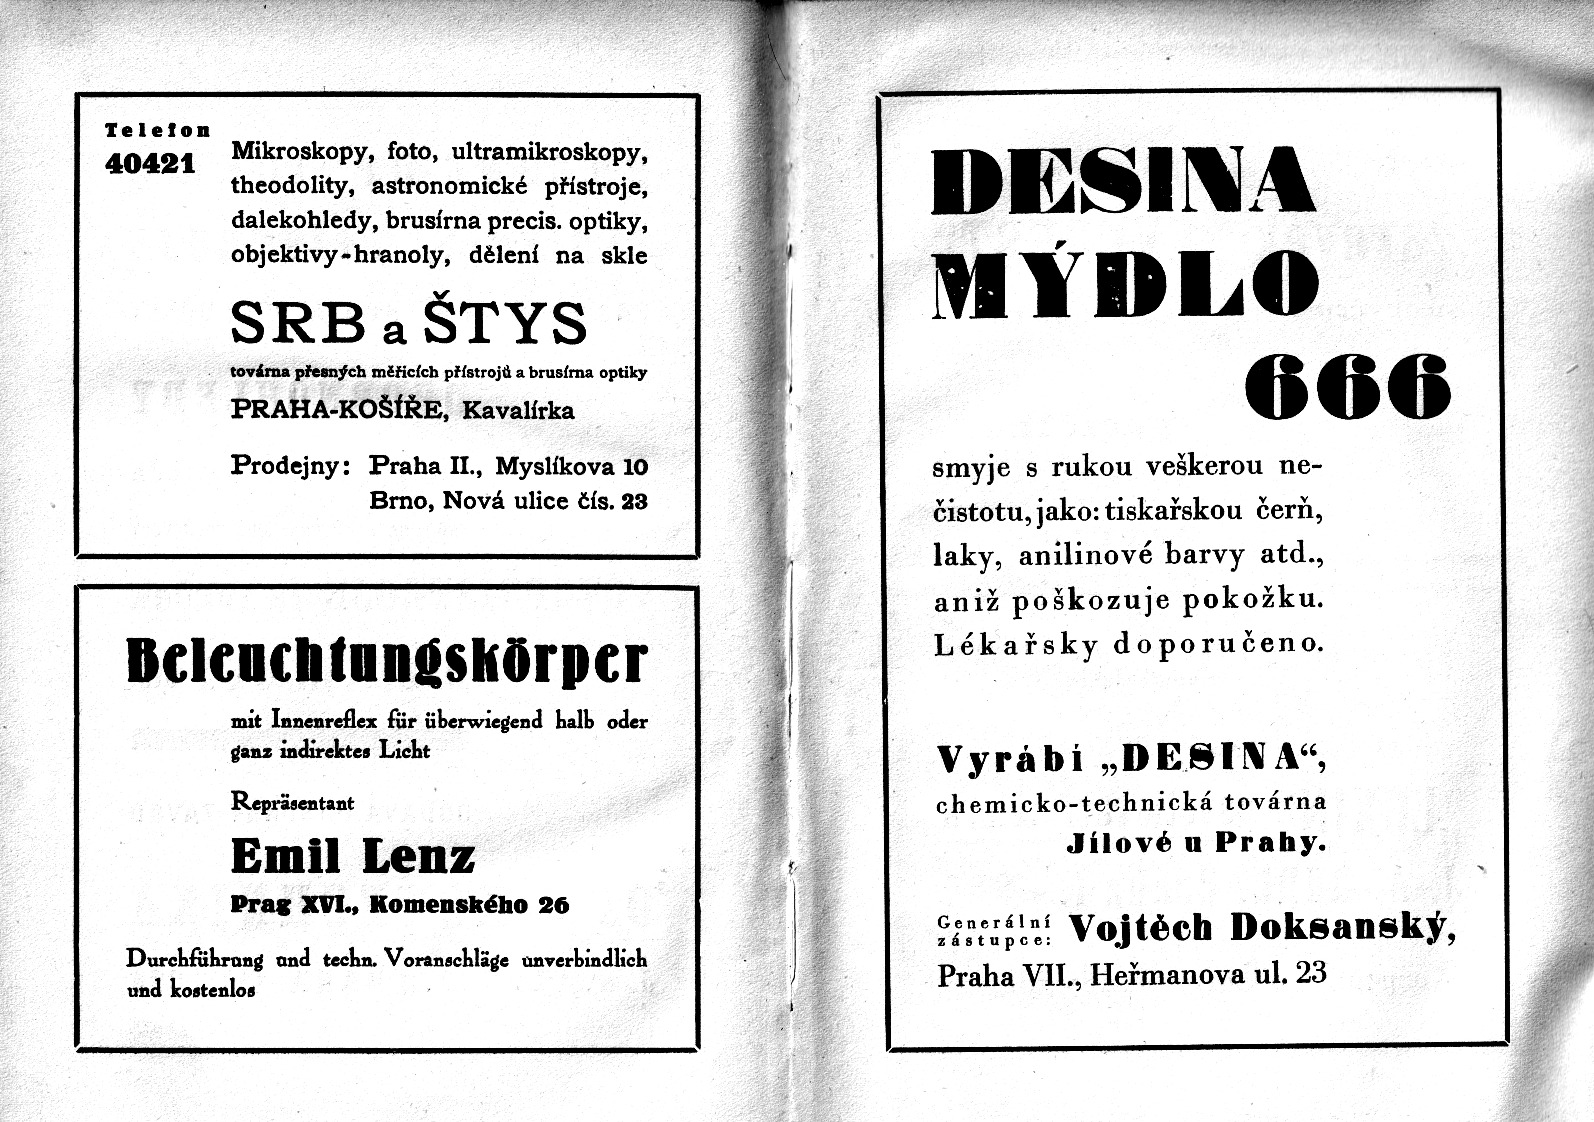 Telefon
40421
Mikroskopy, foto, ultramikroskopy,
theodolity, astronomické přístroje,
dalekohledy, brusírna precis. optiky,
objektivy-hranoly, dělení na skle
SRB a ŠTYS
továrna přesných měřicích přístrojů a brusírna optiky
PRAHA-KOŠÍŘE, Kavalírka
Prodejny: Praha II., Myslíkova 10
Brno, Nová ulice čís. 23
Beleuchtungskörper
mit Innenreflex für überwiegend halb oder
ganz indirektes Licht
Repräsentant
Emil Lenz
Prag XVI., Komenského 26
Durchführung und techn. Voranschläge unverbindlich
und kostenlos
DESINA
MÝDLO
666
smyje s rukou veškerou ne-
čistotu, jako: tiskařskou čerň,
laky, anilinové barvy atd.,
aniž poškozuje pokožku.
Lékařsky doporučeno.
Vyrábí „DESINA“,
chemicko-technická továrna
Jílové u Prahy.
Generální
zástupce: Vojtěch Doksanský,
Praha VII., Heřmanova ul. 23